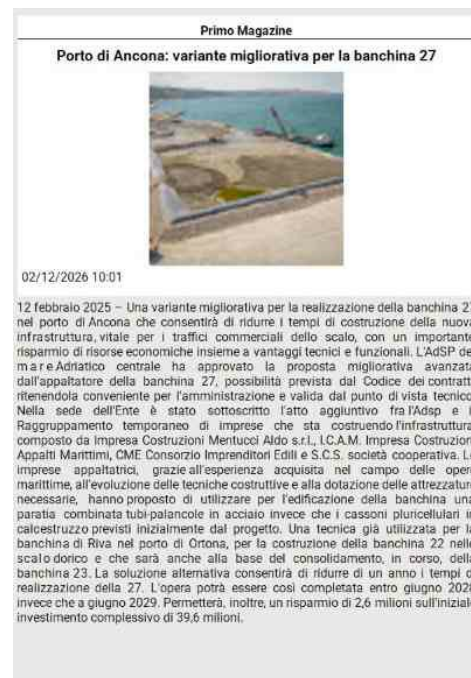 Primo Magazine
Porto di Ancona: variante migliorativa per la banchina 27
02/12/2026 10:01
12 febbraio 2025 – Una variante migliorativa per la realizzazione della banchina 27
nel porto di Ancona che consentirà di ridurre i tempi di costruzione della nuova
infrastruttura, vitale per i traffici commerciali dello scalo, con un importante
risparmio di risorse economiche insieme a vantaggi tecnici e funzionali. L'AdSP de
mare Adriatico centrale ha approvato la proposta migliorativa avanzata
dall'appaltatore della banchina 27, possibilità prevista dal Codice dei contratt
ritenendola conveniente per l'amministrazione e valida dal punto di vista tecnico
Nella sede dell'Ente è stato sottoscritto l'atto aggiuntivo fra l'Adsp e i
Raggruppamento temporaneo di imprese che sta costruendo l'infrastruttura
composto da Impresa Costruzioni Mentucci Aldo s.r.l., I.C.A.M. Impresa Costruzion
Appalti Marittimi, CME Consorzio Imprenditori Edili e S.C.S. società cooperativa. Le
imprese appaltatrici, grazie all'esperienza acquisita nel campo delle oper
marittime, all'evoluzione delle tecniche costruttive e alla dotazione delle attrezzatur
necessarie, hanno proposto di utilizzare per l'edificazione della banchina una
paratia combinata tubi-palancole in acciaio invece che i cassoni pluricellulari in
calcestruzzo previsti inizialmente dal progetto. Una tecnica già utilizzata per la
banchina di Riva nel porto di Ortona, per la costruzione della banchina 22 nello
scalo dorico e che sarà anche alla base del consolidamento, in corso, della
banchina 23. La soluzione alternativa consentirà di ridurre di un anno i tempi d
realizzazione della 27. L'opera potrà essere così completata entro giugno 2028
invece che a giugno 2029. Permetterà, inoltre, un risparmio di 2,6 milioni sull'iniziale
investimento complessivo di 39,6 milioni.